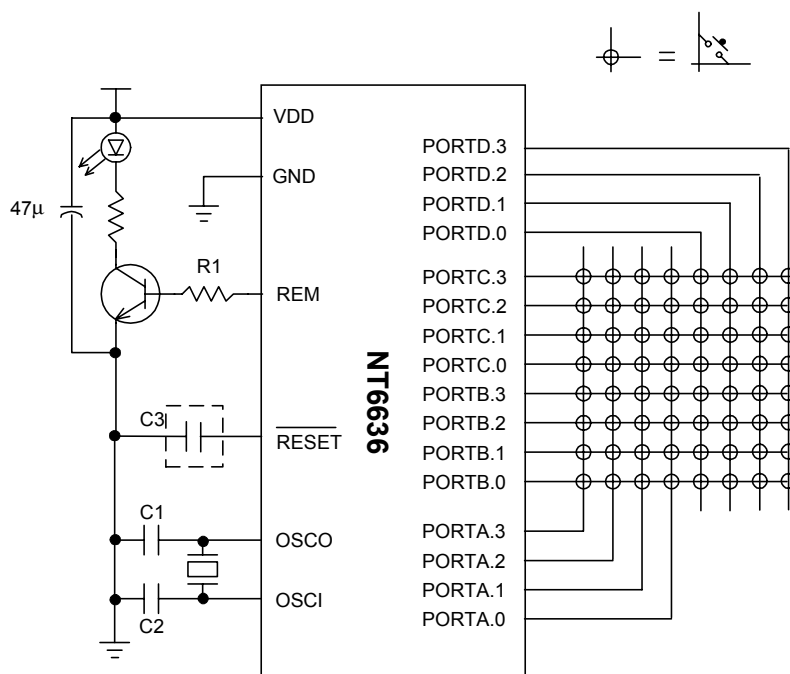 =
VDD
GND
47μ
R1
REM
C3
RESET
C1
OSCO
OSCI
C2
NT6636
PORTD.3
PORTD.2
PORTD.1
PORTD.0
PORTC.3
PORTC.2
PORTC.1
PORTC.0
PORTB.3
PORTB.2
PORTB.1
PORTB.0
PORTA.3
PORTA.2
PORTA.1
PORTA.0